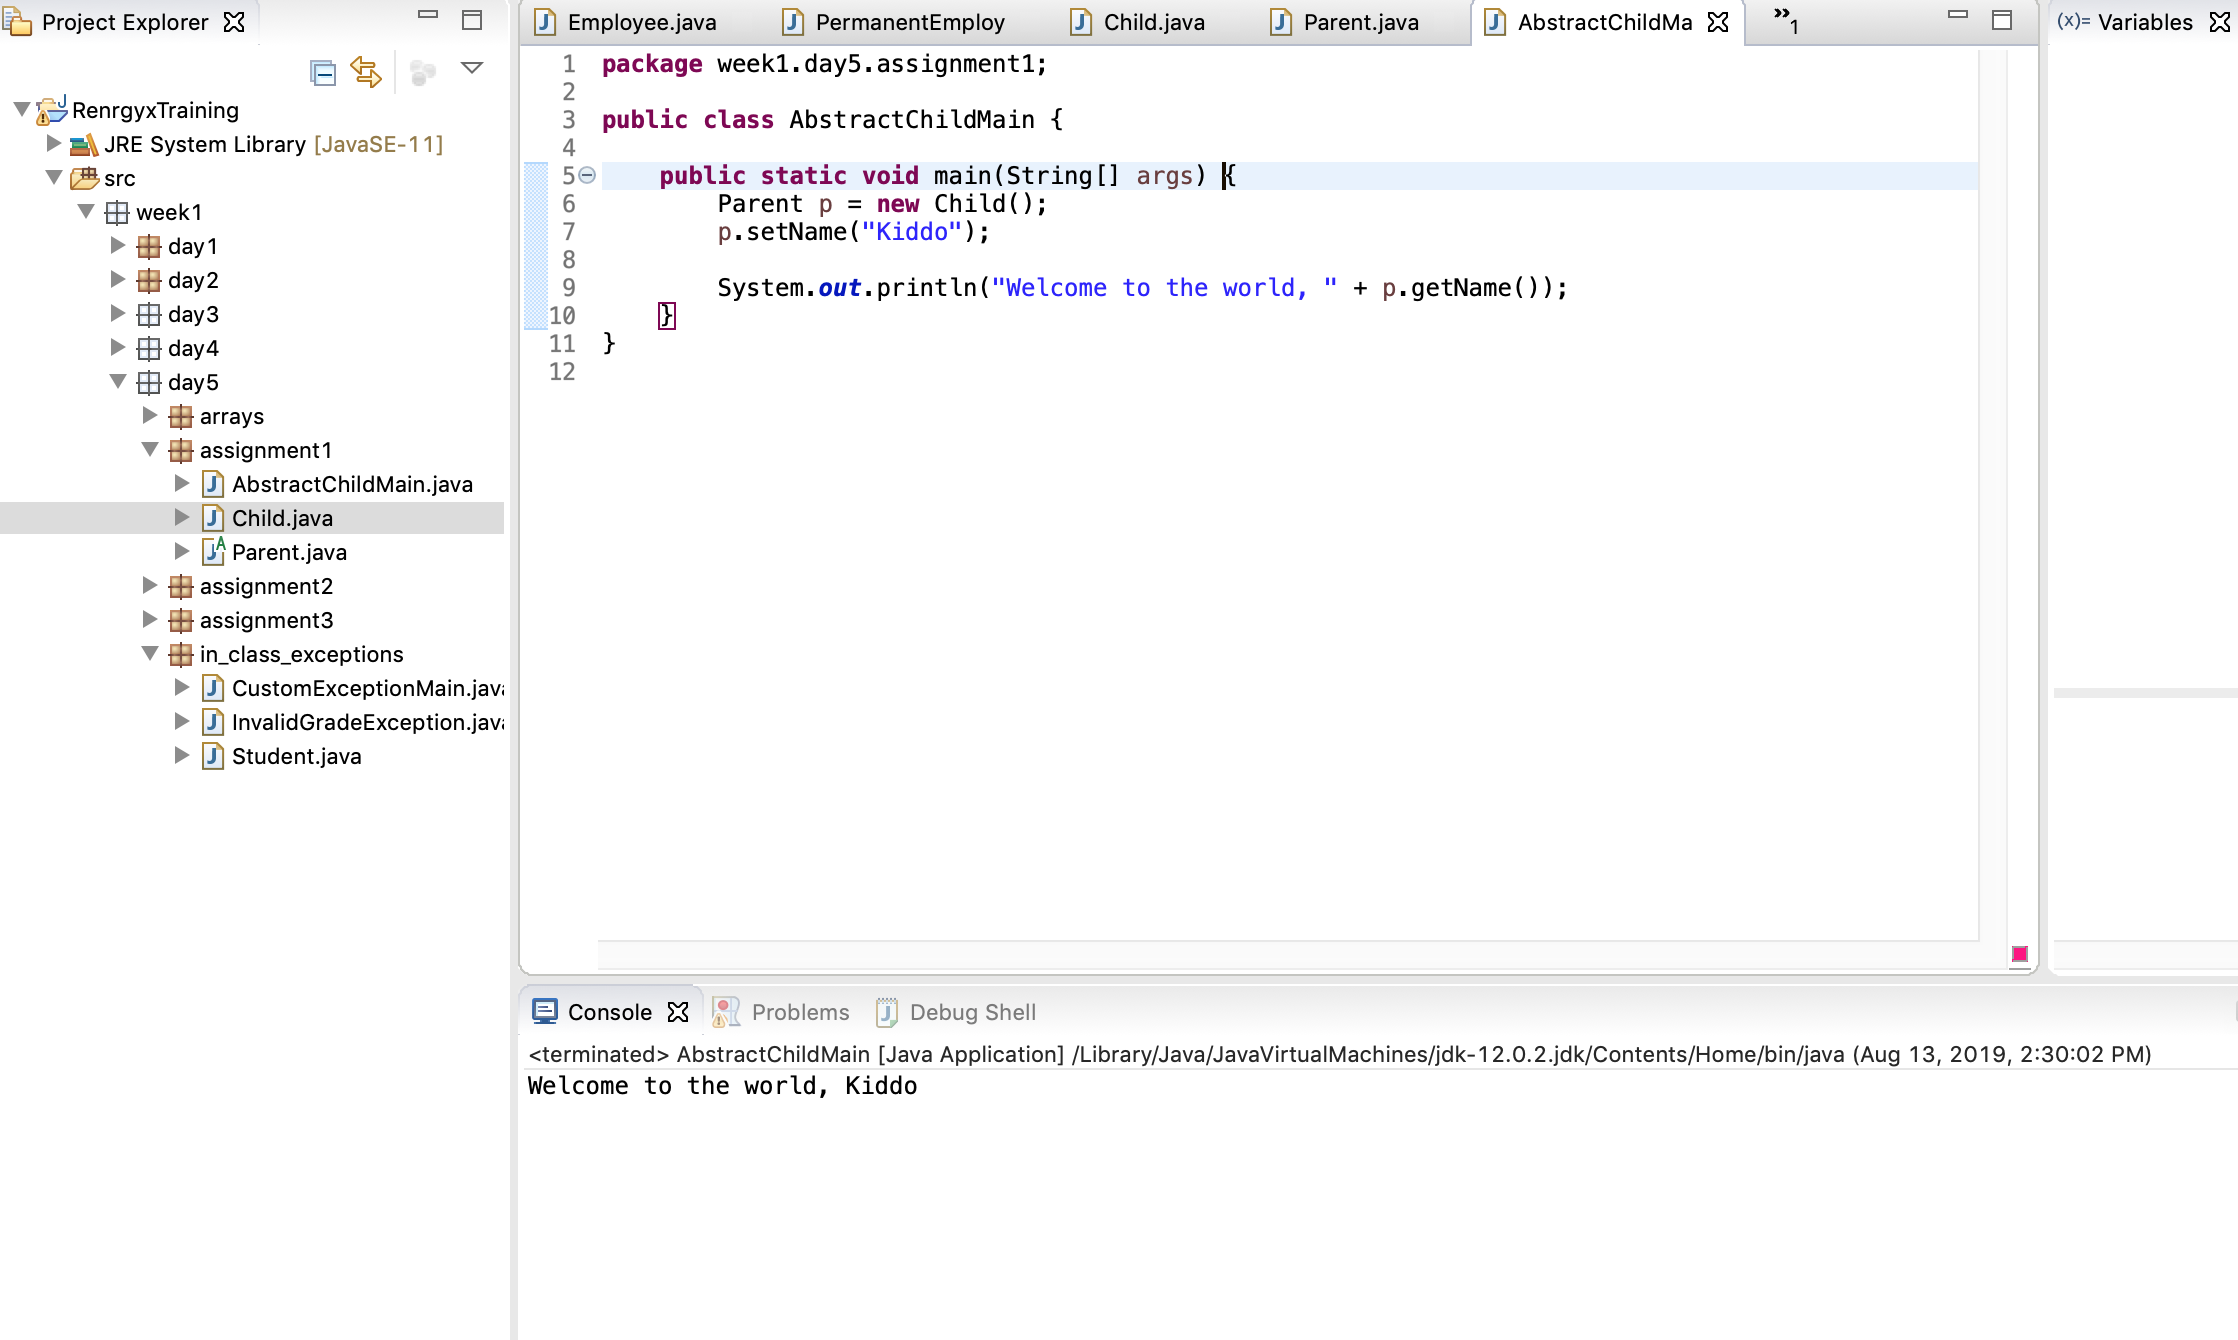 Project Explorer
RenrgyxTraining
JRE System Library [JavaSE-11]
src
week1
day1
day2
day3
day4
day5
arrays
assignment1
AbstractChildMain.java
Child.java
Parent.java
assignment2
assignment3
in_class_exceptions
CustomExceptionMain.java
InvalidGradeException.java
Student.java
Employee.java PermanentEmploy Child.java Parent.java AbstractChildMa »1
1 package week1.day5.assignment1;
2
3 public class AbstractChildMain {
4
5 public static void main(String[] args) {
6 Parent p = new Child();
7 p.setName("Kiddo");
8
9 System.out.println("Welcome to the world, " + p.getName());
10 }
11 }
12
(x)= Variables
Console Problems Debug Shell
<terminated> AbstractChildMain [Java Application] /Library/Java/JavaVirtualMachines/jdk-12.0.2.jdk/Contents/Home/bin/java (Aug 13, 2019, 2:30:02 PM)
Welcome to the world, Kiddo